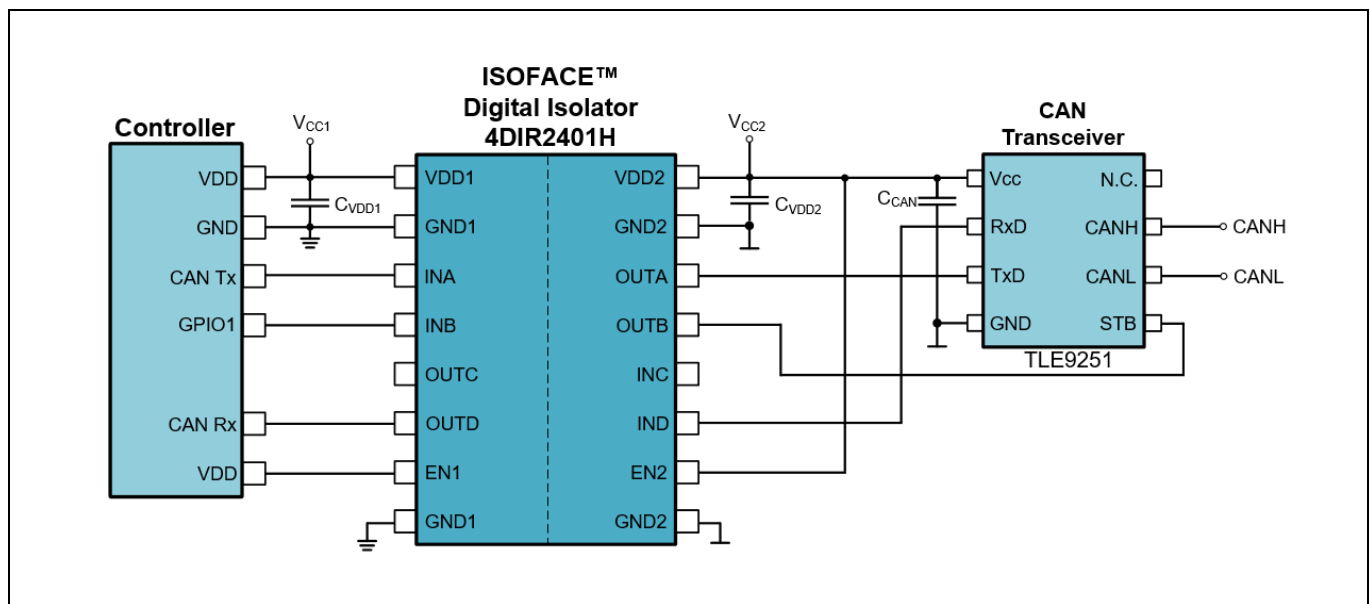 ISOFACE™
Digital Isolator
4DIR2401H
Controller
VDD
GND
CAN Tx
GPIO1
CAN Rx
VDD
VCC1
CVDD1
VDD1
GND1
INA
INB
OUTC
OUTD
EN1
GND1
VDD2
GND2
OUTA
OUTB
INC
IND
EN2
GND2
VCC2
CVDD2
CCAN
CAN
Transceiver
Vcc
RxD
TxD
GND
N.C.
CANH
CANL
STB
TLE9251
CANH
CANL